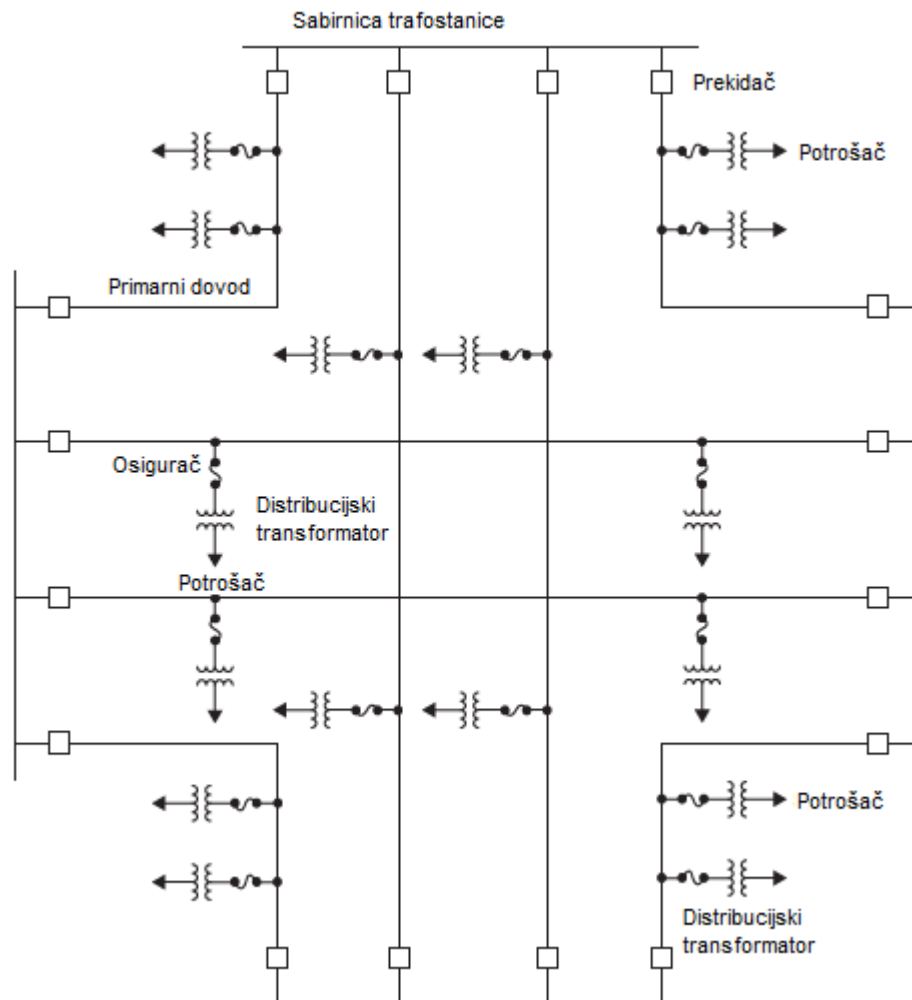 Sabirnica trafostanice
Prekidač
Potrošač
Primarni dovod
Osigurač
Distribucijski
transformator
Potrošač
Potrošač
Distribucijski
transformator